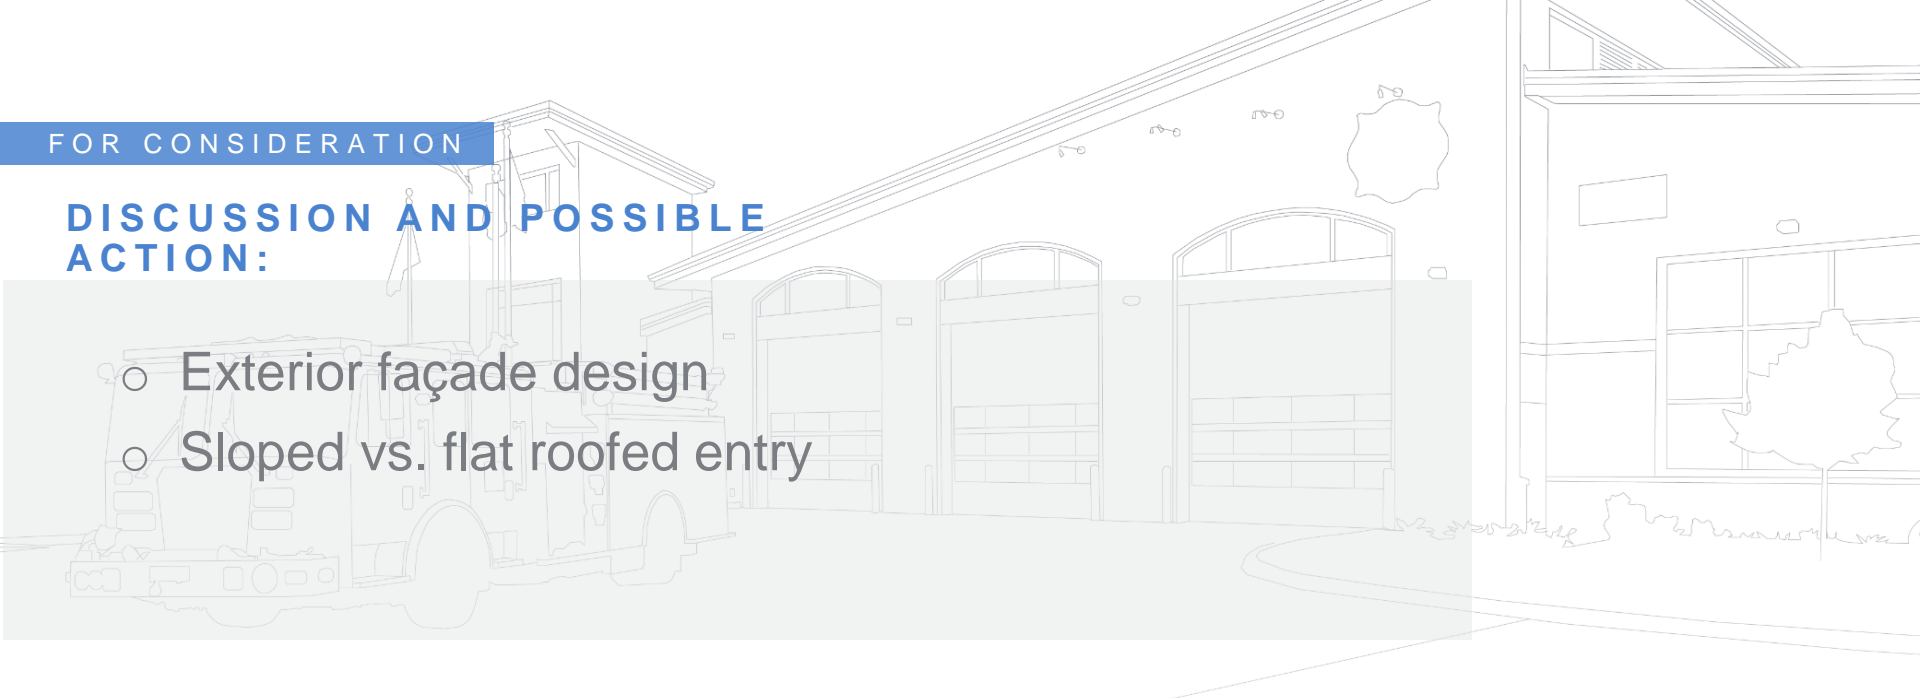 FOR CONSIDERATION
DISCUSSION AND POSSIBLE
ACTION:
○ Exterior façade design
○ Sloped vs. flat roofed entry